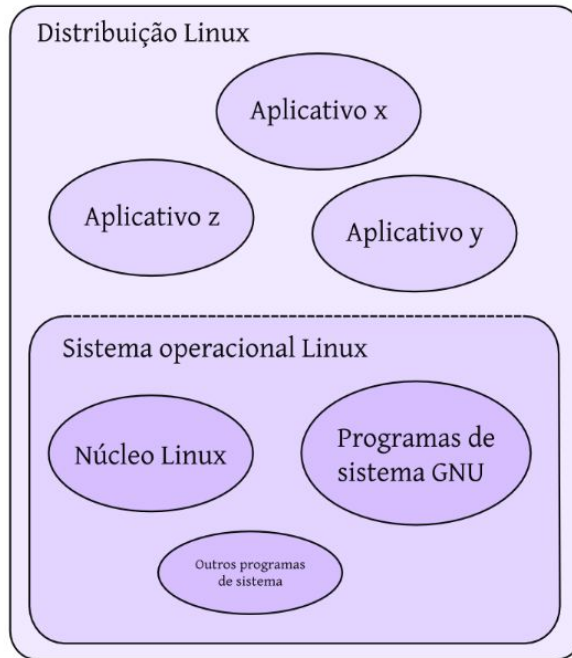 Distribuição Linux
Aplicativo x
Aplicativo z
Aplicativo y
Sistema operacional Linux
Núcleo Linux
Programas de
sistema GNU
Outros programas
de sistema